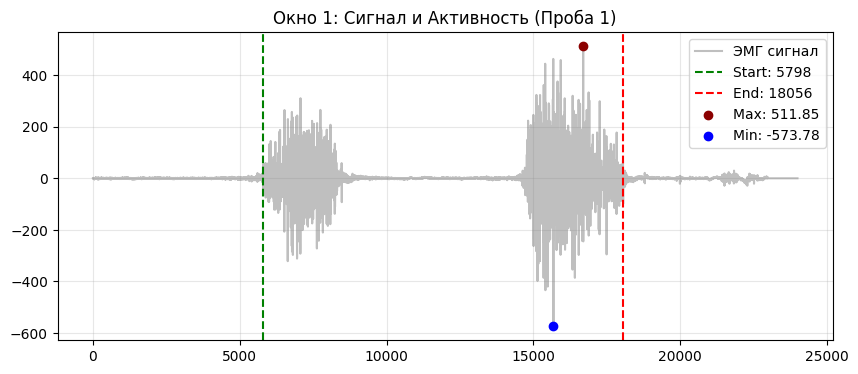 Окно 1: Сигнал и Активность (Проба 1)
ЭМГ сигнал
Start: 5798
End: 18056
Max: 511.85
Min: -573.78
400
200
0
−200
−400
−600
0 5000 10000 15000 20000 25000